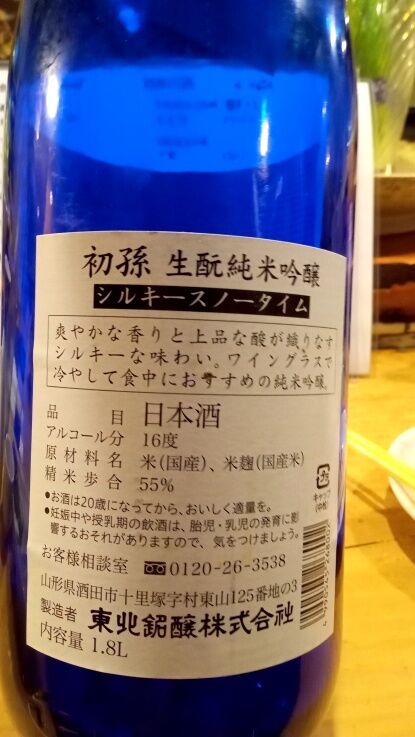 初孫 生酛純米吟醸
シルキースノータイム
爽やかな香りと上品な酸が織りなす
シルキーな味わい。ワイングラスで
冷やして食中におすすめの純米吟醸。
品目 日本酒
アルコール分 16度
原材料名 米(国産)、米麹(国産米)
精米歩合 55%
●お酒は20歳になってから、おいしく適量を。
●妊娠中や授乳期の飲酒は、胎児・乳児の発育に影
響するおそれがありますので、気をつけましょう。
お客様相談室 0120-26-3538
山形県酒田市十里塚字村東山125番地の3
製造者 東北銘醸株式会社
内容量 1.8L
キャップ
(中栓)